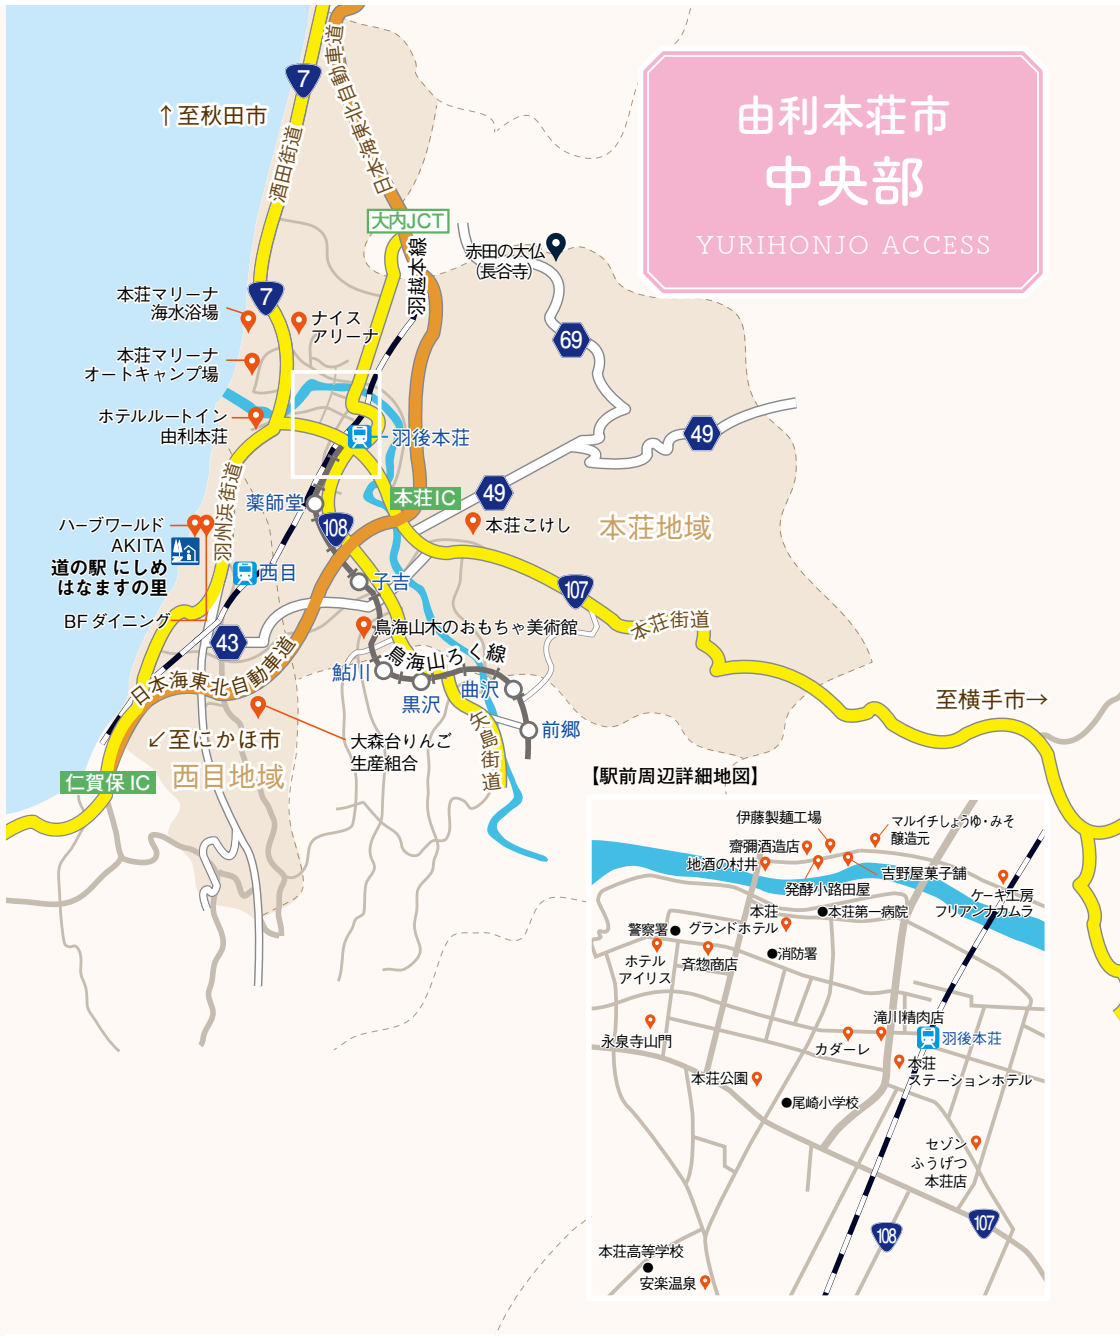 由利本荘市
中央部
YURIHONJO ACCESS
7
↑至秋田市
酒田街道
日本海東北自動車道
大内JCT
羽越本線
赤田の大仏
(長谷寺)
本荘マリーナ
海水浴場
7
ナイス
アリーナ
69
本荘マリーナ
オートキャンプ場
ホテルルートイン
由利本荘
羽後本荘
49
羽州浜街道
薬師堂
本荘IC
49
本荘こけし
本荘地域
ハーブワールド
AKITA
道の駅 にしめ
はなますの里
BFダイニング
108
西目
子吉
107
本荘街道
43
鳥海山木のおもちゃ美術館
日本海東北自動車道
鳥海山ろく線
鮎川
黒沢
曲沢
前郷
矢島街道
至横手市→
↙至にかほ市
大森台りんご
生産組合
西目地域
仁賀保 IC
【駅前周辺詳細地図】
伊藤製麺工場
マルイチしょうゆ・みそ
醸造元
齋彌酒造店
地酒の村井
吉野屋菓子舗
発酵小路田屋
ケーキ工房
フリアンナカムラ
本荘
グランドホテル
本荘第一病院
警察署
ホテル
アイリス
斉惣商店
消防署
滝川精肉店
永泉寺山門
カダーレ
羽後本荘
本荘
ステーションホテル
本荘公園
尾崎小学校
セゾン
ふうげつ
本荘店
107
108
本荘高等学校
安楽温泉